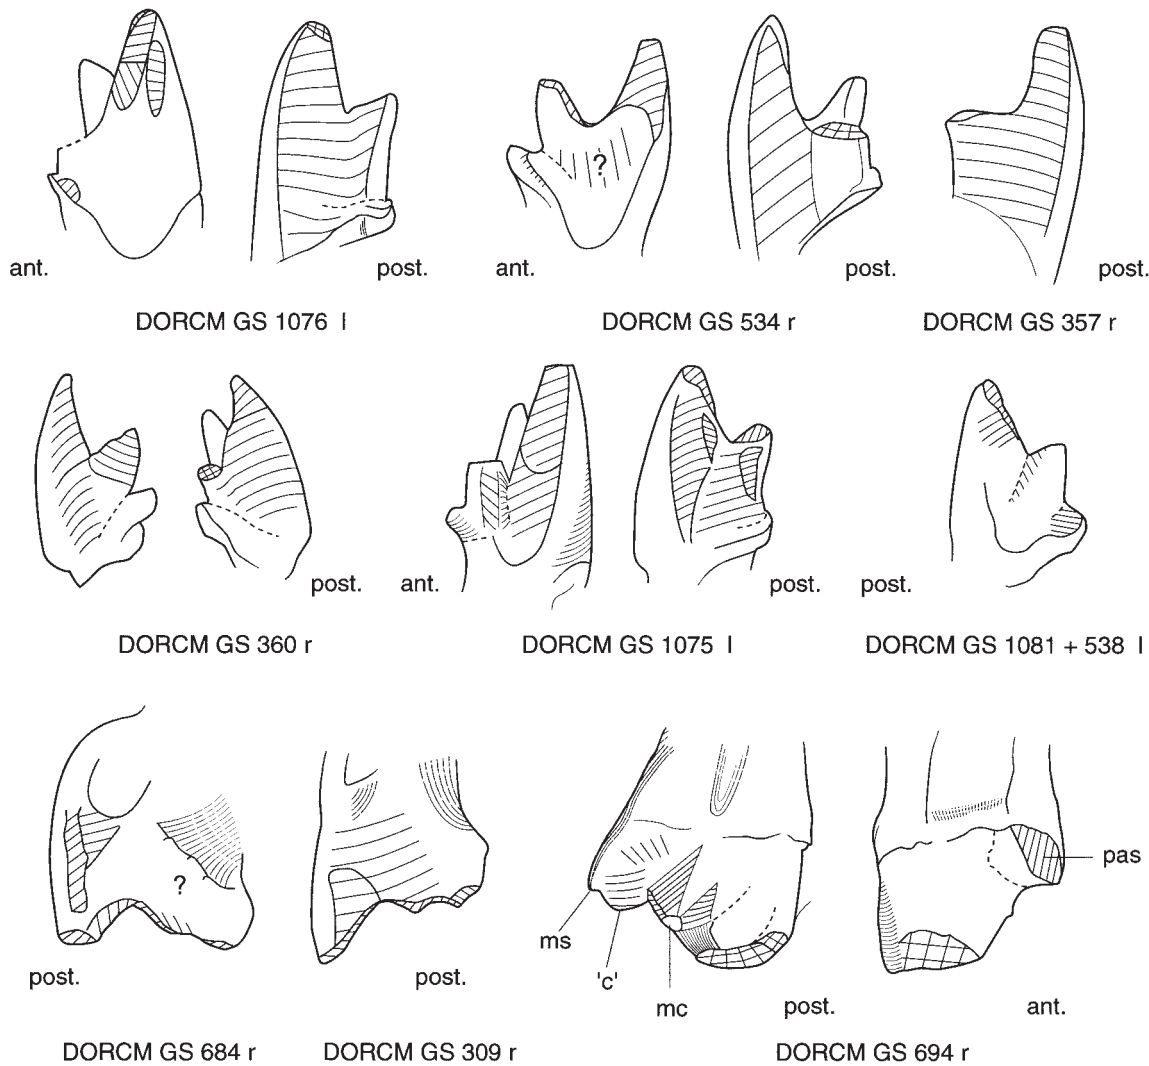 ?
ant. post. ant. post. post.
DORCM GS 1076 l DORCM GS 534 r DORCM GS 357 r
post. ant. post. post.
DORCM GS 360 r DORCM GS 1075 l DORCM GS 1081 + 538 l
pas
?
ms
post. post. 'c'
mc post. ant.
DORCM GS 684 r DORCM GS 309 r DORCM GS 694 r